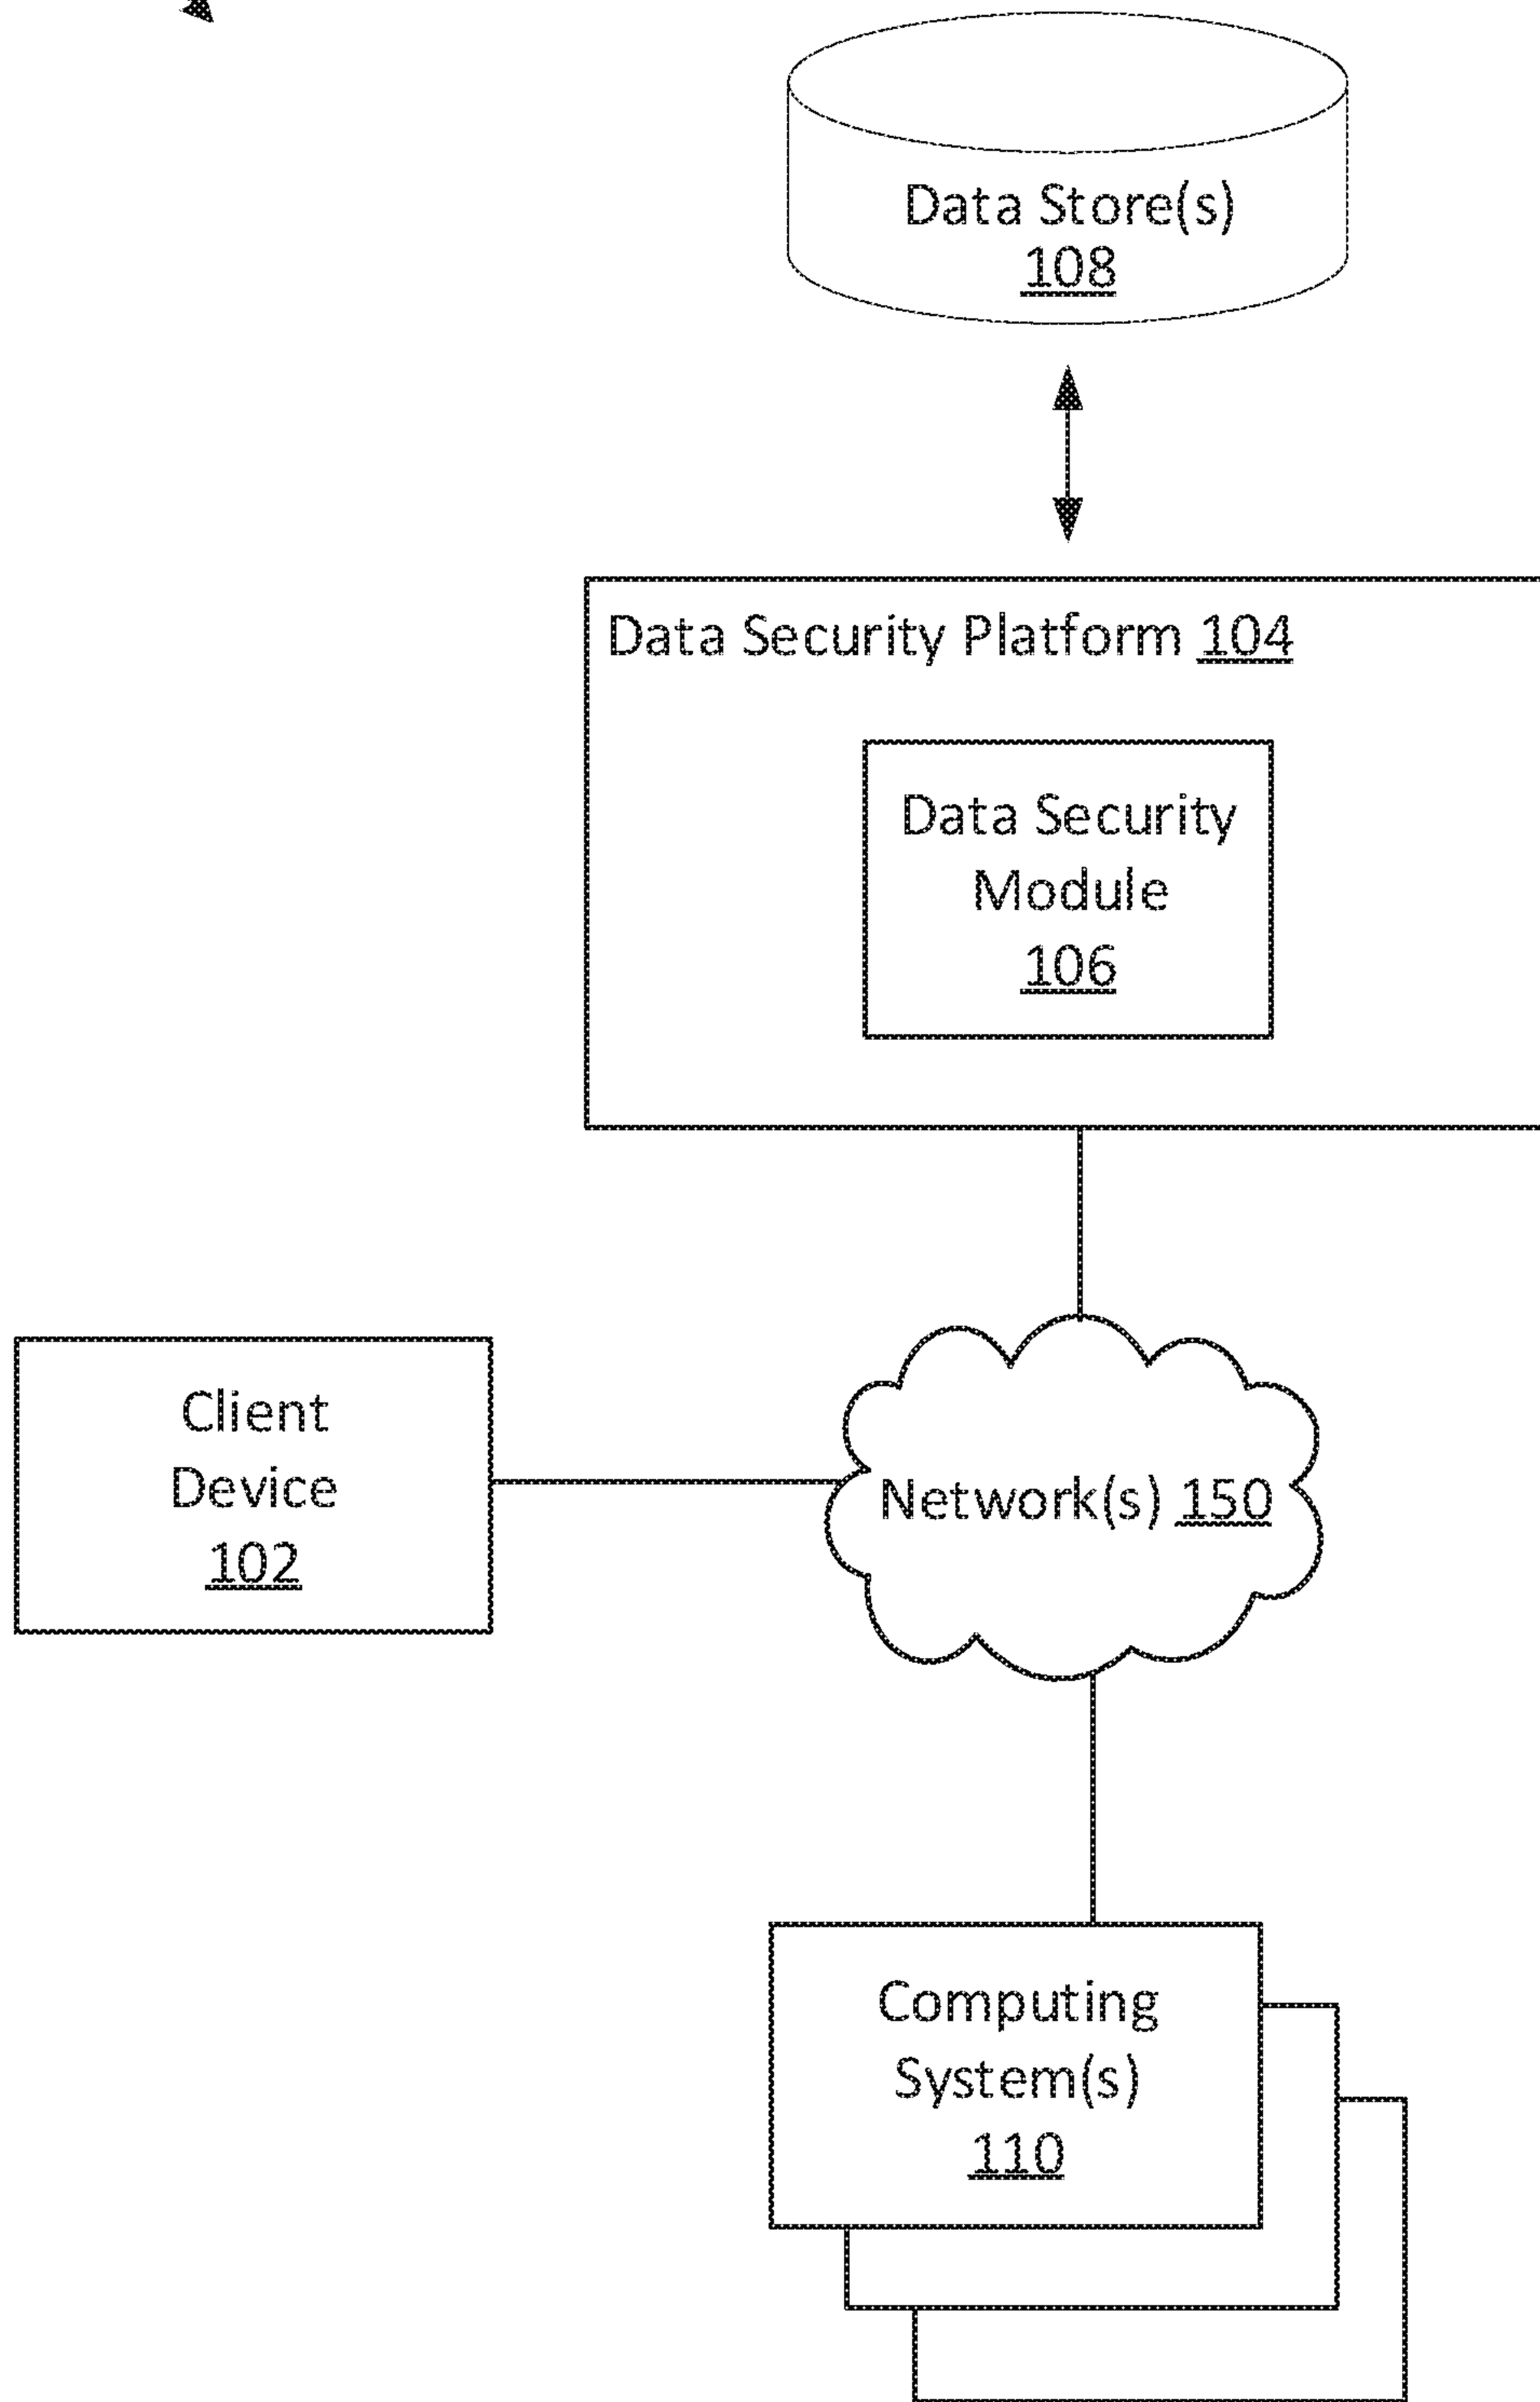 Data Store(s)
108
Data Security Platform 104
Data Security
Module
106
Client
Device
102
Network(s) 150
Computing
System(s)
110